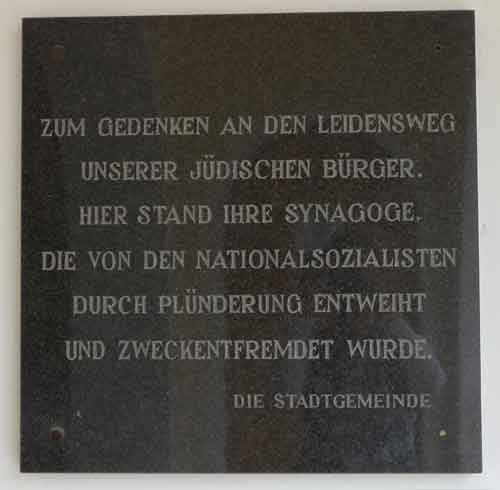 ZUM GEDENKEN AN DEN LEIDENSWEG
UNSERER JÜDISCHEN BÜRGER.
HIER STAND IHRE SYNAGOGE,
DIE VON DEN NATIONALSOZIALISTEN
DURCH PLÜNDERUNG ENTWEIHT
UND ZWECKENTFREMDET WURDE.
DIE STADTGEMEINDE